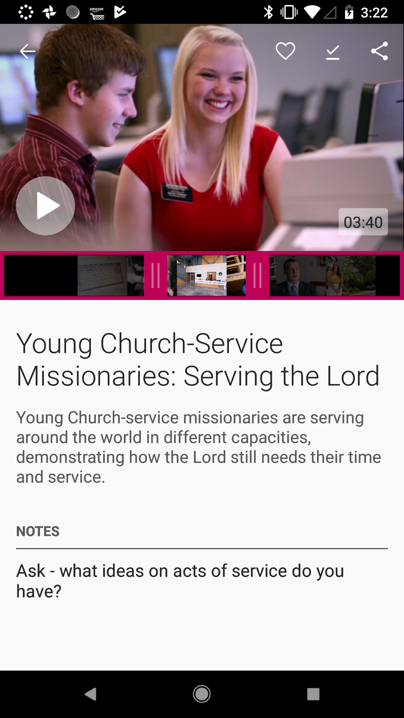 3:22
03:40
Young Church-Service
Missionaries: Serving the Lord
Young Church-service missionaries are serving
around the world in different capacities,
demonstrating how the Lord still needs their time
and service.
NOTES
Ask - what ideas on acts of service do you
have?